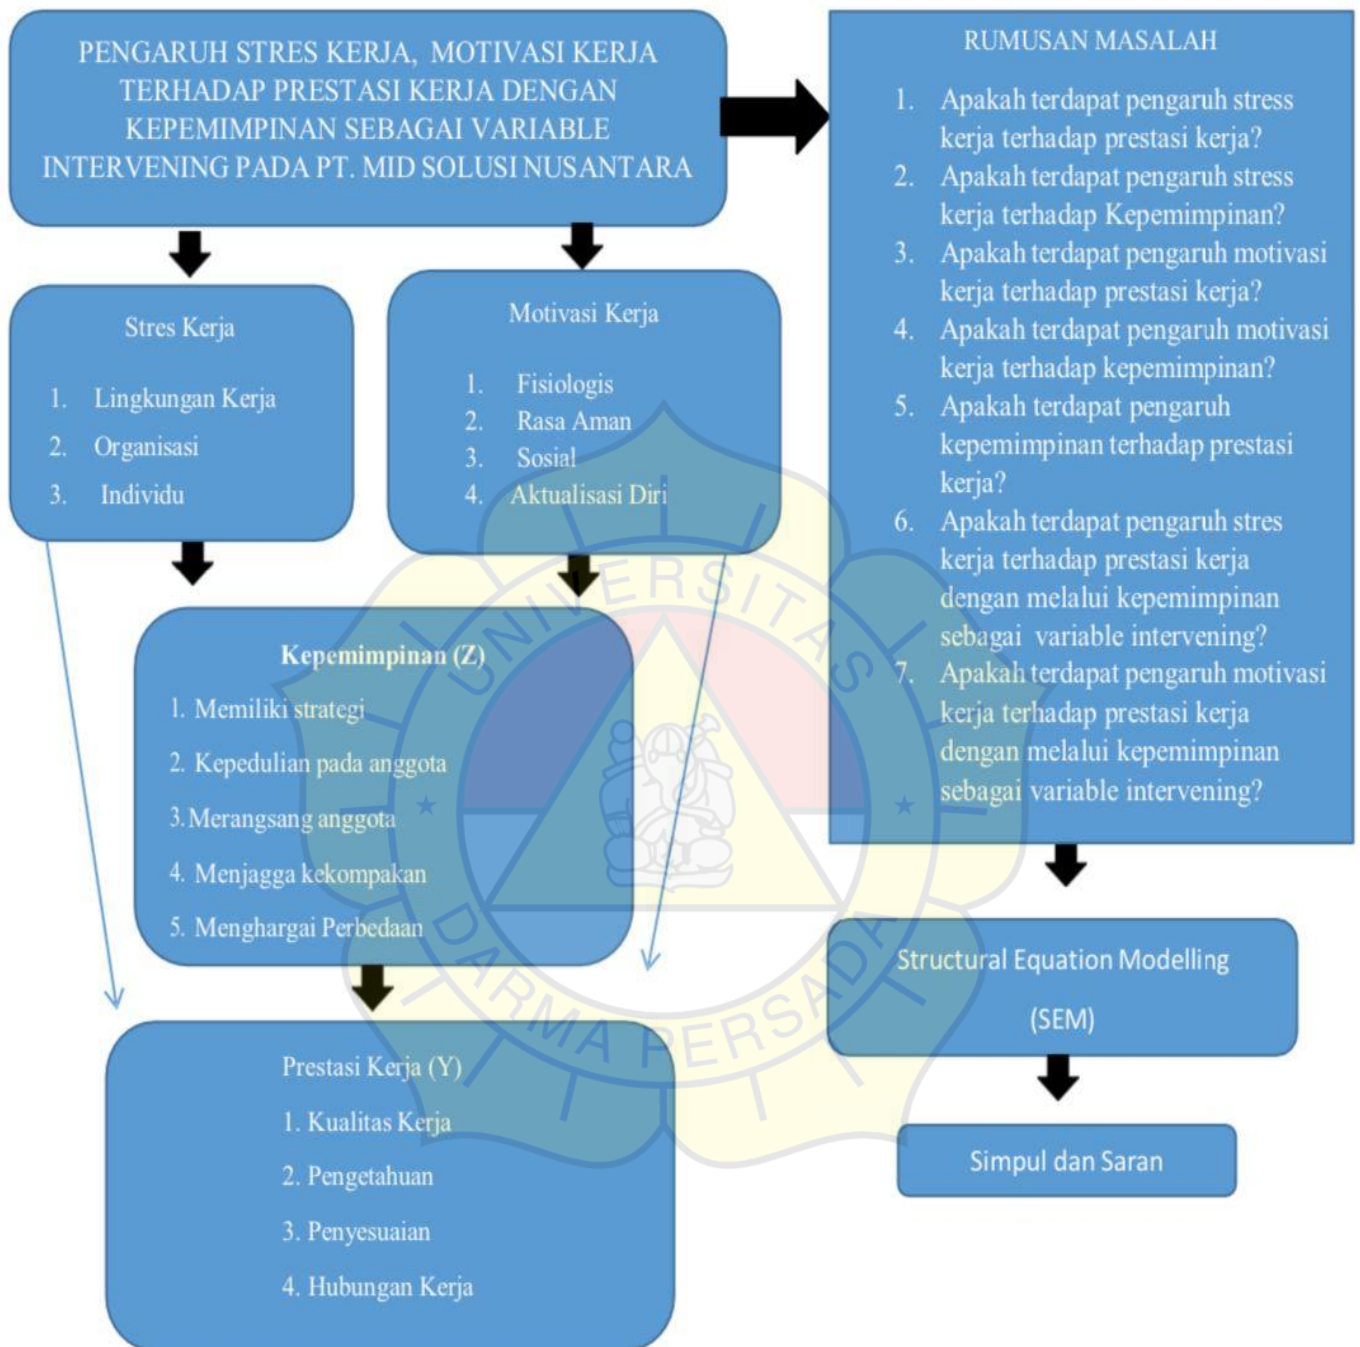 PENGARUH STRES KERJA, MOTIVASI KERJA
TERHADAP PRESTASI KERJA DENGAN
KEPEMIMPINAN SEBAGAI VARIABLE
INTERVENING PADA PT. MID SOLUSI NUSANTARA
Stres Kerja
1. Lingkungan Kerja
2. Organisasi
3. Individu
Motivasi Kerja
1. Fisiologis
2. Rasa Aman
3. Sosial
4. Aktualisasi Diri
Kepemimpinan (Z)
1. Memiliki strategi
2. Kepedulian pada anggota
3. Merangsang anggota
4. Menjagga kekompakan
5. Menghargai Perbedaan
Prestasi Kerja (Y)
1. Kualitas Kerja
2. Pengetahuan
3. Penyesuaian
4. Hubungan Kerja
RUMUSAN MASALAH
1. Apakah terdapat pengaruh stress
kerja terhadap prestasi kerja?
2. Apakah terdapat pengaruh stress
kerja terhadap Kepemimpinan?
3. Apakah terdapat pengaruh motivasi
kerja terhadap prestasi kerja?
4. Apakah terdapat pengaruh motivasi
kerja terhadap kepemimpinan?
5. Apakah terdapat pengaruh
kepemimpinan terhadap prestasi
kerja?
6. Apakah terdapat pengaruh stres
kerja terhadap prestasi kerja
dengan melalui kepemimpinan
sebagai variable intervening?
7. Apakah terdapat pengaruh motivasi
kerja terhadap prestasi kerja
dengan melalui kepemimpinan
sebagai variable intervening?
Structural Equation Modelling
(SEM)
Simpul dan Saran
UNIVERSITAS
DARMA PERSADA